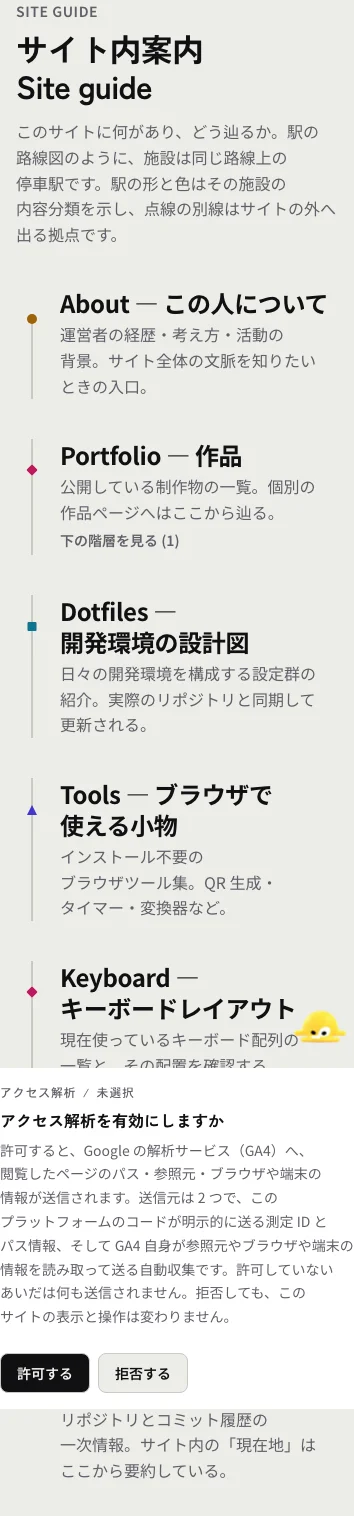 SITE GUIDE
サイト内案内
Site guide
このサイトに何があり、どう辿るか。駅の
路線図のように、施設は同じ路線上の
停車駅です。駅の形と色はその施設の
内容分類を示し、点線の別線はサイトの外へ
出る拠点です。
About — この人について
運営者の経歴・考え方・活動の
背景。サイト全体の文脈を知りたい
ときの入口。
Portfolio — 作品
公開している制作物の一覧。個別の
作品ページへはここから辿る。
下の階層を見る (1)
Dotfiles —
開発環境の設計図
日々の開発環境を構成する設定群の
紹介。実際のリポジトリと同期して
更新される。
Tools — ブラウザで
使える小物
インストール不要の
ブラウザツール集。QR 生成・
タイマー・変換器など。
Keyboard —
キーボードレイアウト
現在使っているキーボード配列の
一覧と、その配置を確認する
アクセス解析 / 未選択
アクセス解析を有効にしますか
許可すると、Google の解析サービス（GA4）へ、
閲覧したページのパス・参照元・ブラウザや端末の
情報が送信されます。送信元は 2 つで、この
プラットフォームのコードが明示的に送る測定 ID と
パス情報、そして GA4 自身が参照元やブラウザや端末の
情報を読み取って送る自動収集です。許可していない
あいだは何も送信されません。拒否しても、この
サイトの表示と操作は変わりません。
許可する
拒否する
リポジトリとコミット履歴の
一次情報。サイト内の「現在地」は
ここから要約している。